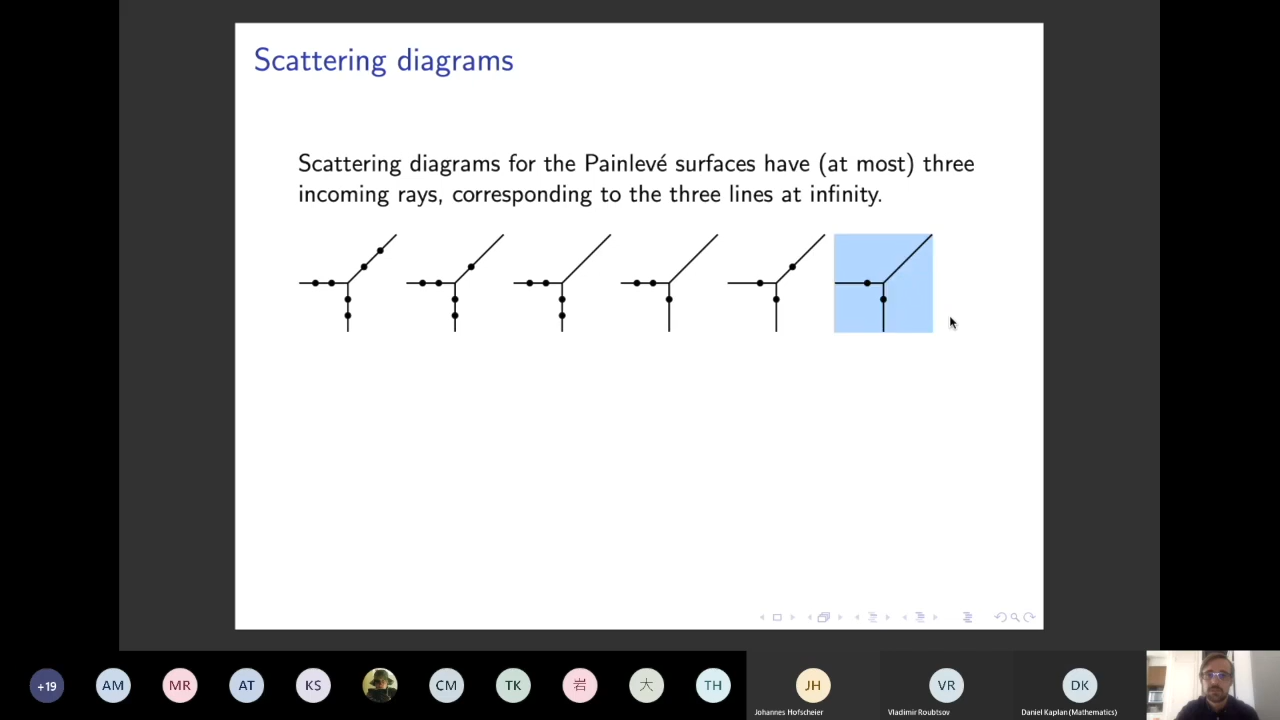 Scattering diagrams
Scattering diagrams for the Painlevé surfaces have (at most) three
incoming rays, corresponding to the three lines at infinity.
+19
AM
MR
AT
KS
CM
TK
岩
大
TH
JH
VR
DK
Johannes Hofscheier
Vladimir Roubtsov
Daniel Kaplan (Mathematics)